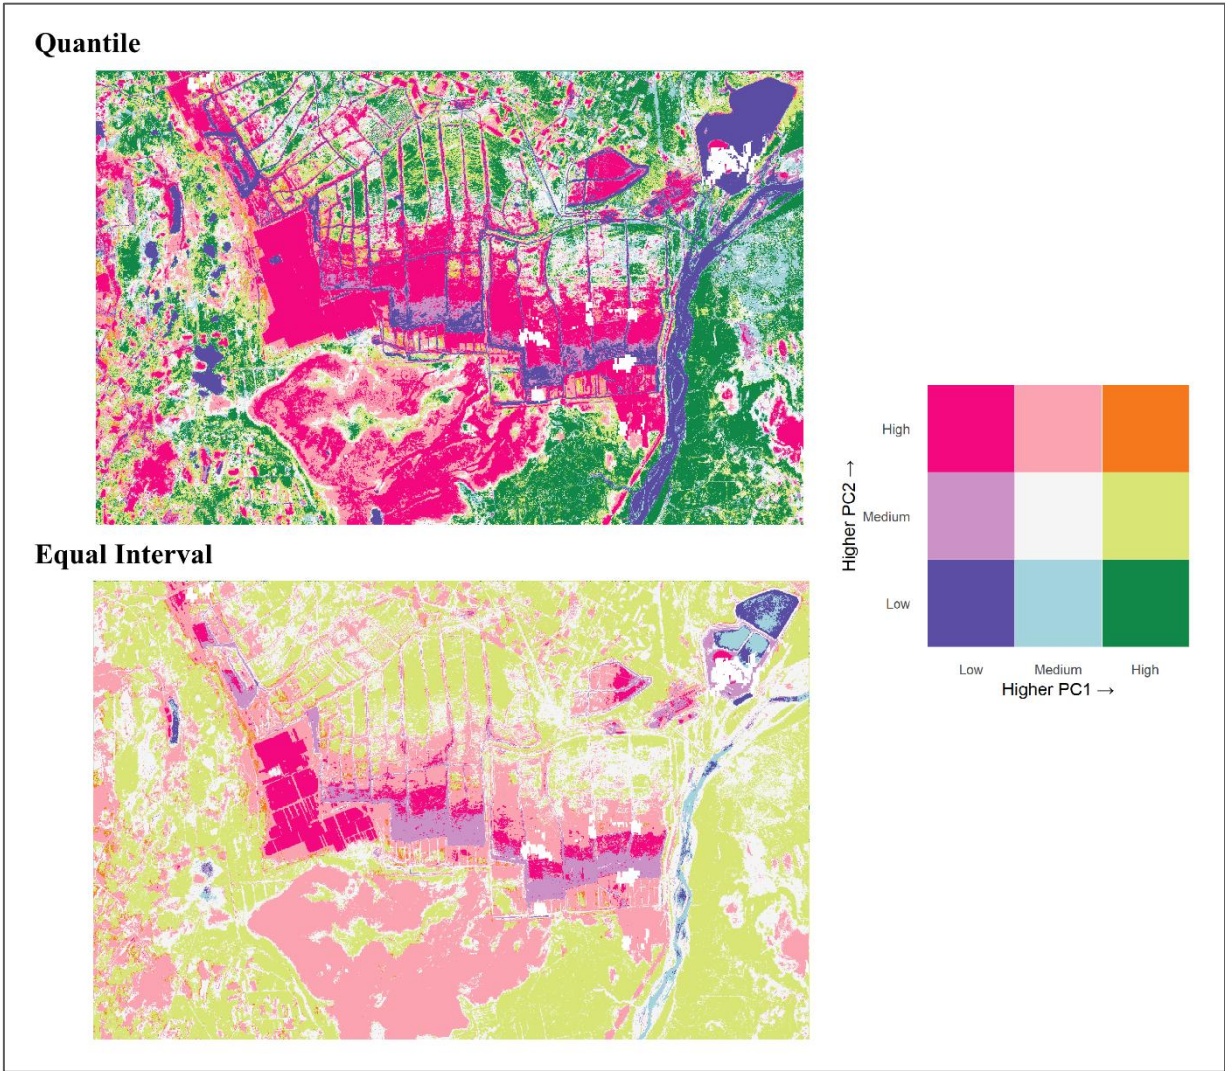 Quantile
Equal Interval
Higher PC2 →
High
Medium
Low
Low Medium High
Higher PC1 →